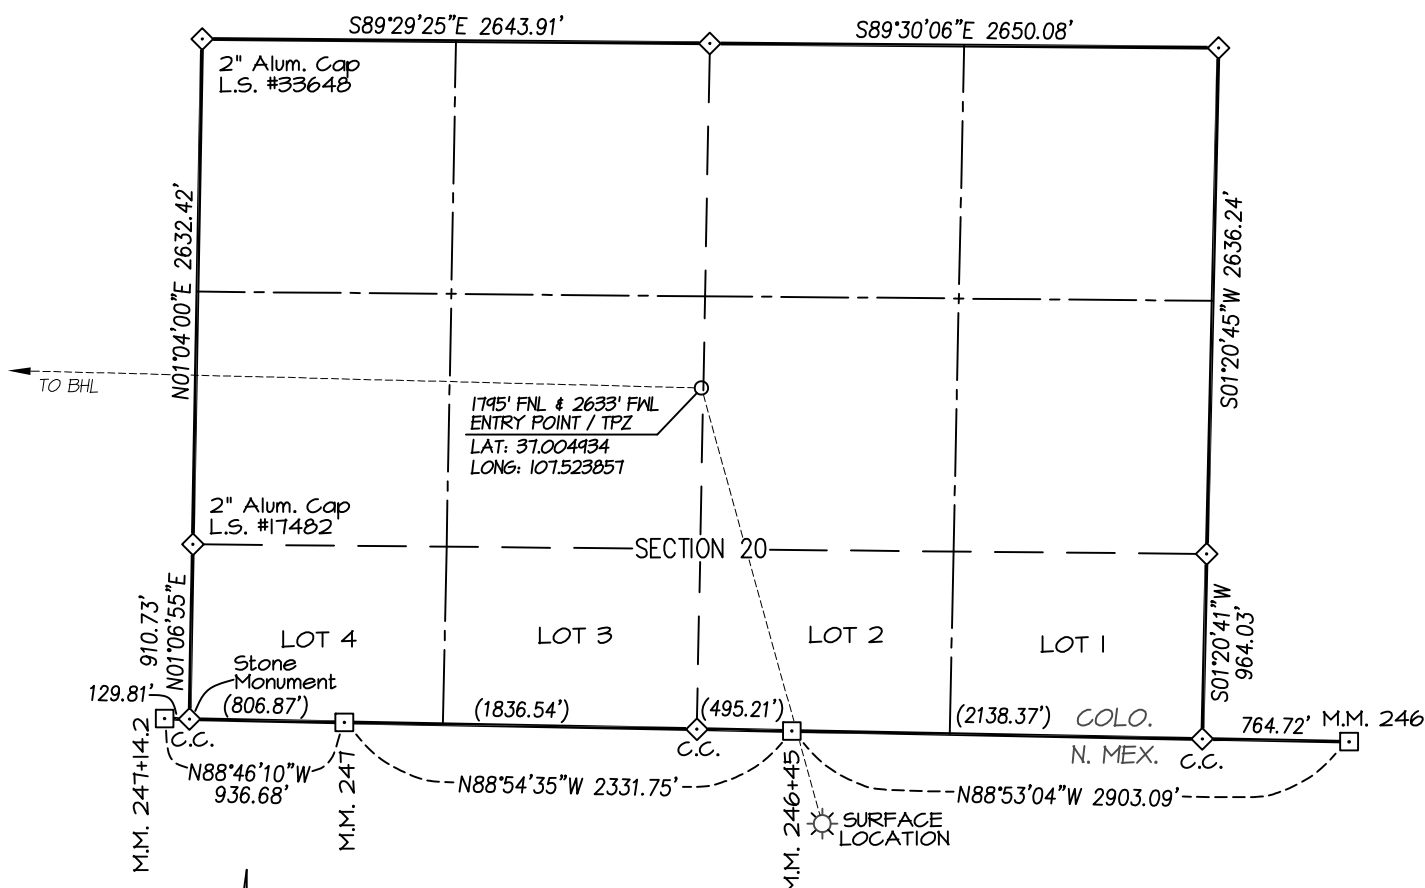 S89°29'25"E 2643.91'
S89°30'06"E 2650.08'
2" Alum. Cap
L.S. #33648
N01°04'00"E 2632.42'
S01°20'45"W 2636.24'
TO BHL
1795' FNL & 2633' FWL
ENTRY POINT / TPZ
LAT: 37.004934
LONG: 107.523857
2" Alum. Cap
L.S. #17482
SECTION 20
910.73'
N01°06'55"E
S01°20'41"W
964.03'
LOT 4
LOT 3
LOT 2
LOT 1
Stone
Monument
129.81'
(806.87')
(1836.54')
(495.21')
(2138.37')
COLO.
N. MEX.
764.72'
M.M. 246
C.C.
C.C.
C.C.
M.M. 247+14.2
N88°46'10"W
936.68'
M.M. 247
N88°54'35"W 2331.75'
M.M. 246+45
N88°53'04"W 2903.09'
SURFACE
LOCATION